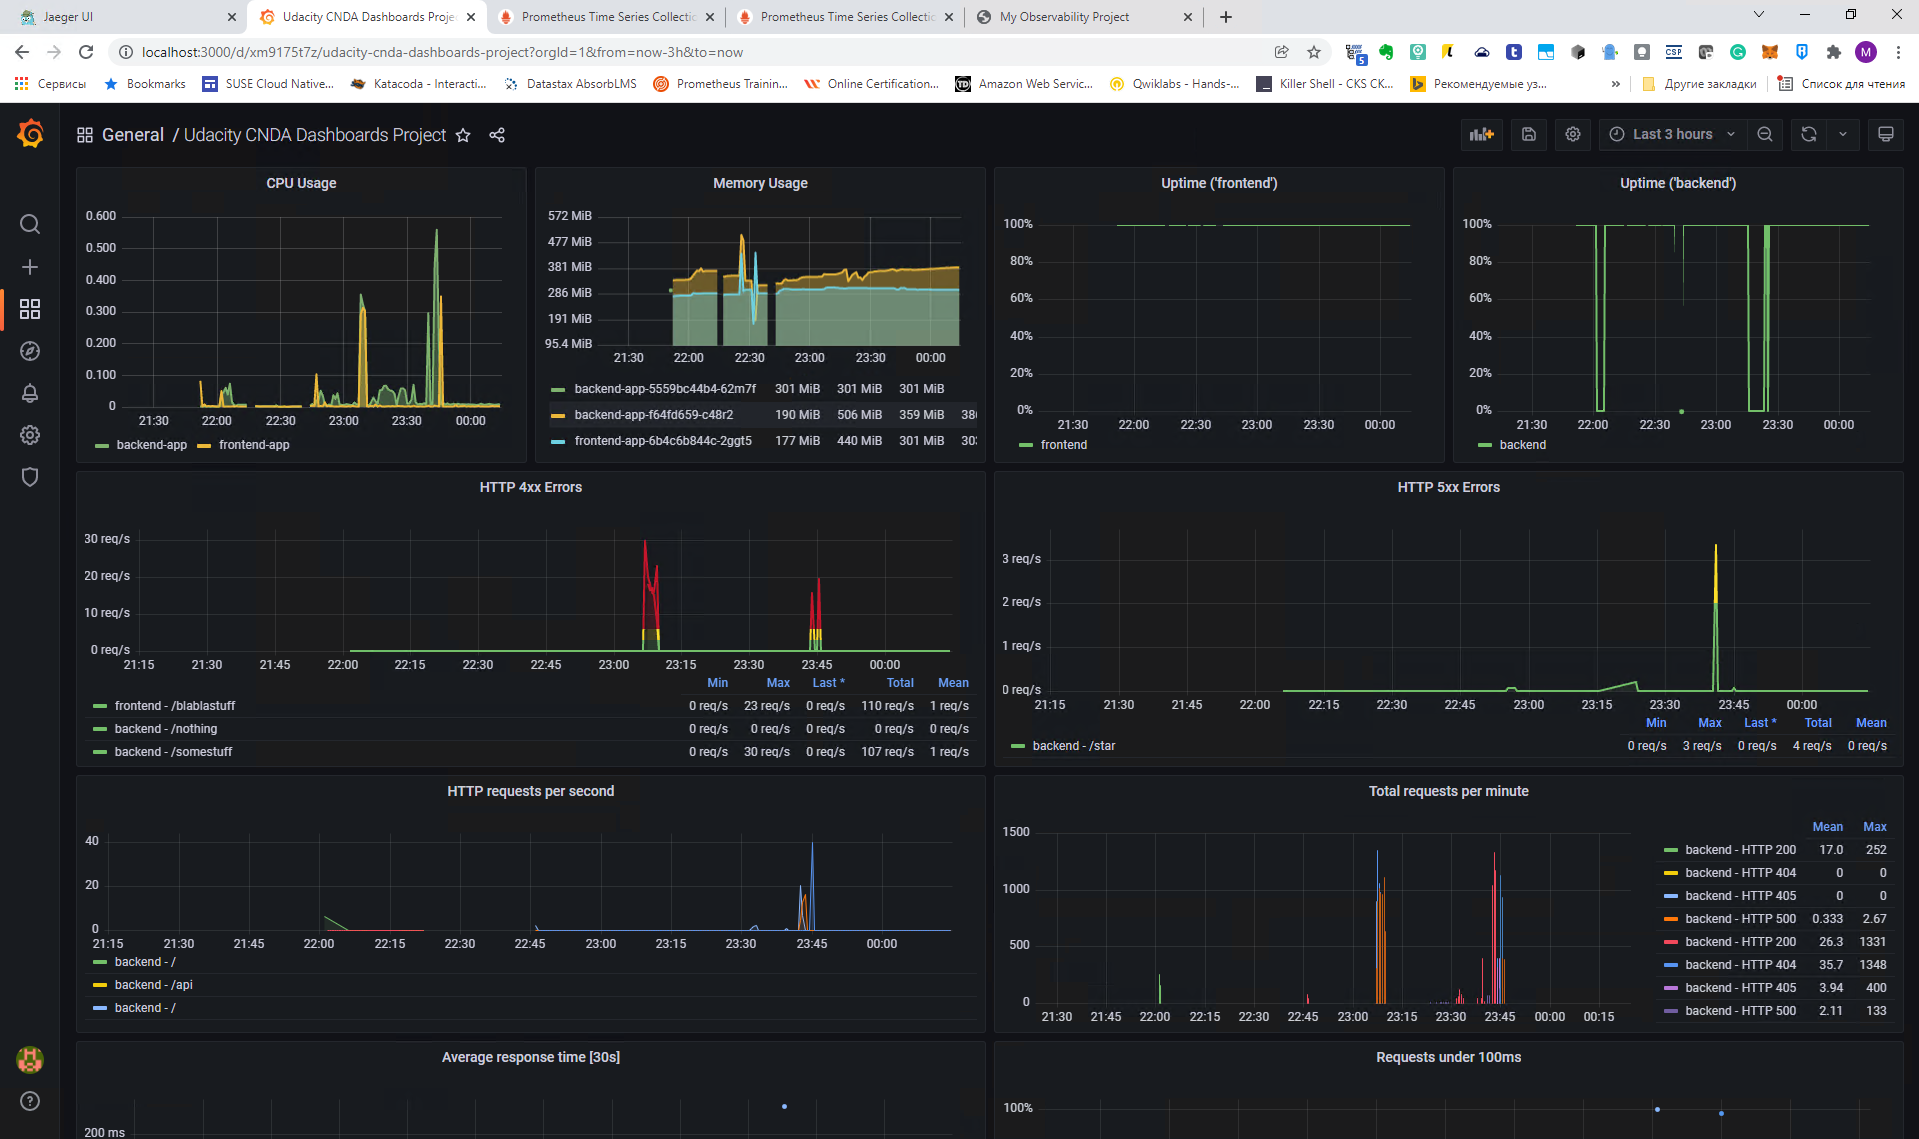 Jaeger UI
Udacity CNDA Dashboards Proje
Prometheus Time Series Collectio
Prometheus Time Series Collectio
My Observability Project
localhost:3000/d/xm9175t7z/udacity-cnda-dashboards-project?orgId=1&from=now-3h&to=now
5
CSP
M
Сервисы
Bookmarks
SUSE Cloud Native...
Katacoda - Interacti...
Datastax AbsorbLMS
Prometheus Trainin...
Online Certification...
Amazon Web Servic...
Qwiklabs - Hands-...
Killer Shell - CKS CK...
Рекомендуемые уз...
»
Другие закладки
Список для чтения
General / Udacity CNDA Dashboards Project
Last 3 hours
CPU Usage
0.600
0.500
0.400
0.300
0.200
0.100
0
21:30 22:00 22:30 23:00 23:30 00:00
backend-app frontend-app
Memory Usage
572 MiB
477 MiB
381 MiB
286 MiB
191 MiB
95.4 MiB
21:30 22:00 22:30 23:00 23:30 00:00
backend-app-5559bc44b4-62m7f 301 MiB 301 MiB 301 MiB
backend-app-f64fd659-c48r2 190 MiB 506 MiB 359 MiB 38
frontend-app-6b4c6b844c-2ggt5 177 MiB 440 MiB 301 MiB 30
Uptime ('frontend')
100%
80%
60%
40%
20%
0%
21:30 22:00 22:30 23:00 23:30 00:00
frontend
Uptime ('backend')
100%
80%
60%
40%
20%
0%
21:30 22:00 22:30 23:00 23:30 00:00
backend
HTTP 4xx Errors
30 req/s
20 req/s
10 req/s
0 req/s
21:15 21:30 21:45 22:00 22:15 22:30 22:45 23:00 23:15 23:30 23:45 00:00
Min Max Last * Total Mean
frontend - /blablastuff 0 req/s 23 req/s 0 req/s 110 req/s 1 req/s
backend - /nothing 0 req/s 0 req/s 0 req/s 0 req/s 0 req/s
backend - /somestuff 0 req/s 30 req/s 0 req/s 107 req/s 1 req/s
HTTP 5xx Errors
3 req/s
2 req/s
1 req/s
0 req/s
21:15 21:30 21:45 22:00 22:15 22:30 22:45 23:00 23:15 23:30 23:45 00:00
Min Max Last * Total Mean
backend - /star 0 req/s 3 req/s 0 req/s 4 req/s 0 req/s
HTTP requests per second
40
20
0
21:15 21:30 21:45 22:00 22:15 22:30 22:45 23:00 23:15 23:30 23:45 00:00
backend - /
backend - /api
backend - /
Total requests per minute
1500
1000
500
0
21:30 21:45 22:00 22:15 22:30 22:45 23:00 23:15 23:30 23:45 00:00 00:15
Mean Max
backend - HTTP 200 17.0 252
backend - HTTP 404 0 0
backend - HTTP 405 0 0
backend - HTTP 500 0.333 2.67
backend - HTTP 200 26.3 1331
backend - HTTP 404 35.7 1348
backend - HTTP 405 3.94 400
backend - HTTP 500 2.11 133
Average response time [30s]
200 ms
Requests under 100ms
100%